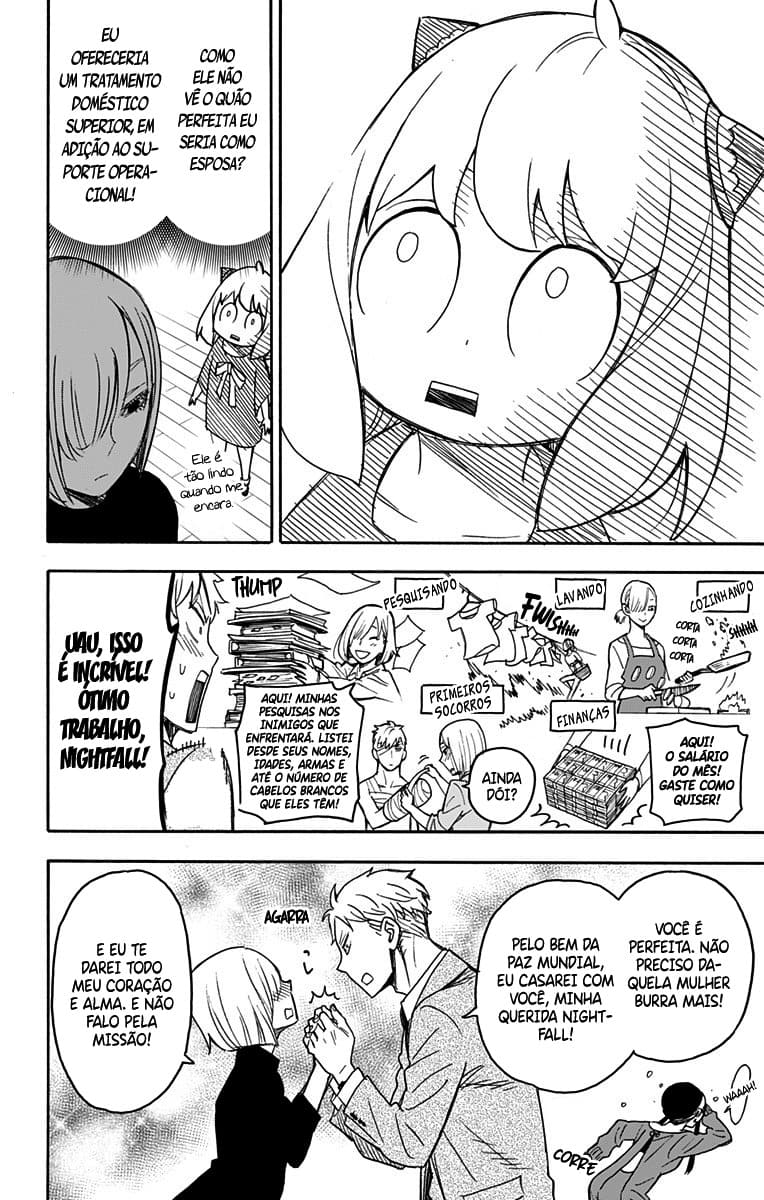 COMO
ELE NÃO
VÊ O QUÃO
PERFEITA EU
SERIA COMO
ESPOSA?
EU
OFERECERIA
UM TRATAMENTO
DOMÉSTICO
SUPERIOR, EM
ADIÇÃO AO SU-
PORTE OPERA-
CIONAL!
Ele é
tão lindo
quando me
encara.
COZINHANDO
CORTA
CORTA
CORTA
SHHHH
LAVANDO
FWISHHH
PESQUISANDO
THUMP
AQUI!
O SALÁRIO
DO MÊS!
GASTE COMO
QUISER!
FINANÇAS
PRIMEIROS
SOCORROS
AINDA
DÓI?
AQUI! MINHAS
PESQUISAS NOS
INIMIGOS QUE
ENFRENTARÁ. LISTEI
DESDE SEUS NOMES,
IDADES, ARMAS E
ATÉ O NÚMERO DE
CABELOS BRANCOS
QUE ELES TÊM!
UAU, ISSO
É INCRÍVEL!
ÓTIMO
TRABALHO,
NIGHTFALL!
VOCÊ É
PERFEITA. NÃO
PRECISO DA-
QUELA MULHER
BURRA MAIS!
PELO BEM DA
PAZ MUNDIAL,
EU CASAREI COM
VOCÊ, MINHA
QUERIDA NIGHT-
FALL!
WAAAH!
CORRE
AGARRA
E EU TE
DAREI TODO
MEU CORAÇÃO
E ALMA. E NÃO
FALO PELA
MISSÃO!